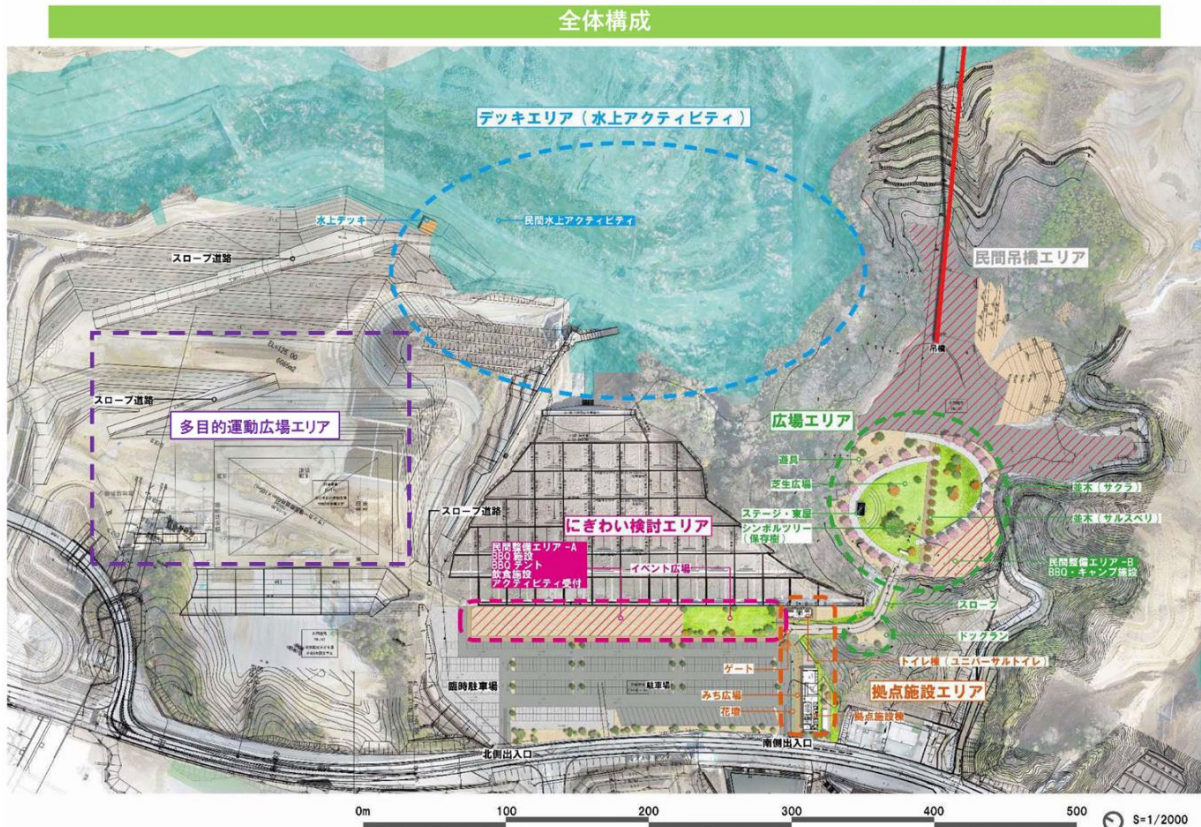 全体構成
デッキエリア（水上アクティビティ）
水上デッキ
民間水上アクティビティ
スロープ道路
民間吊橋エリア
EL=126.00
吊橋
スロープ道路
多目的運動広場エリア
広場エリア
遊具
芝生広場
並木（サクラ）
ステージ・東屋
シンボルツリー
（保存樹）
並木（サルスベリ）
スロープ道路
にぎわい検討エリア
民間整備エリア-A
BBQ施設
BBQテント
飲食施設
アクティビティ受付
イベント広場
民間整備エリア-B
BBQ・キャンプ施設
スロープ
ドックラン
ゲート
トイレ棟（ユニバーサルトイレ）
臨時駐車場
駐車場
みち広場
拠点施設エリア
花壇
拠点施設棟
北側出入口
南側出入口
0m 100 200 300 400 500
S=1/2000